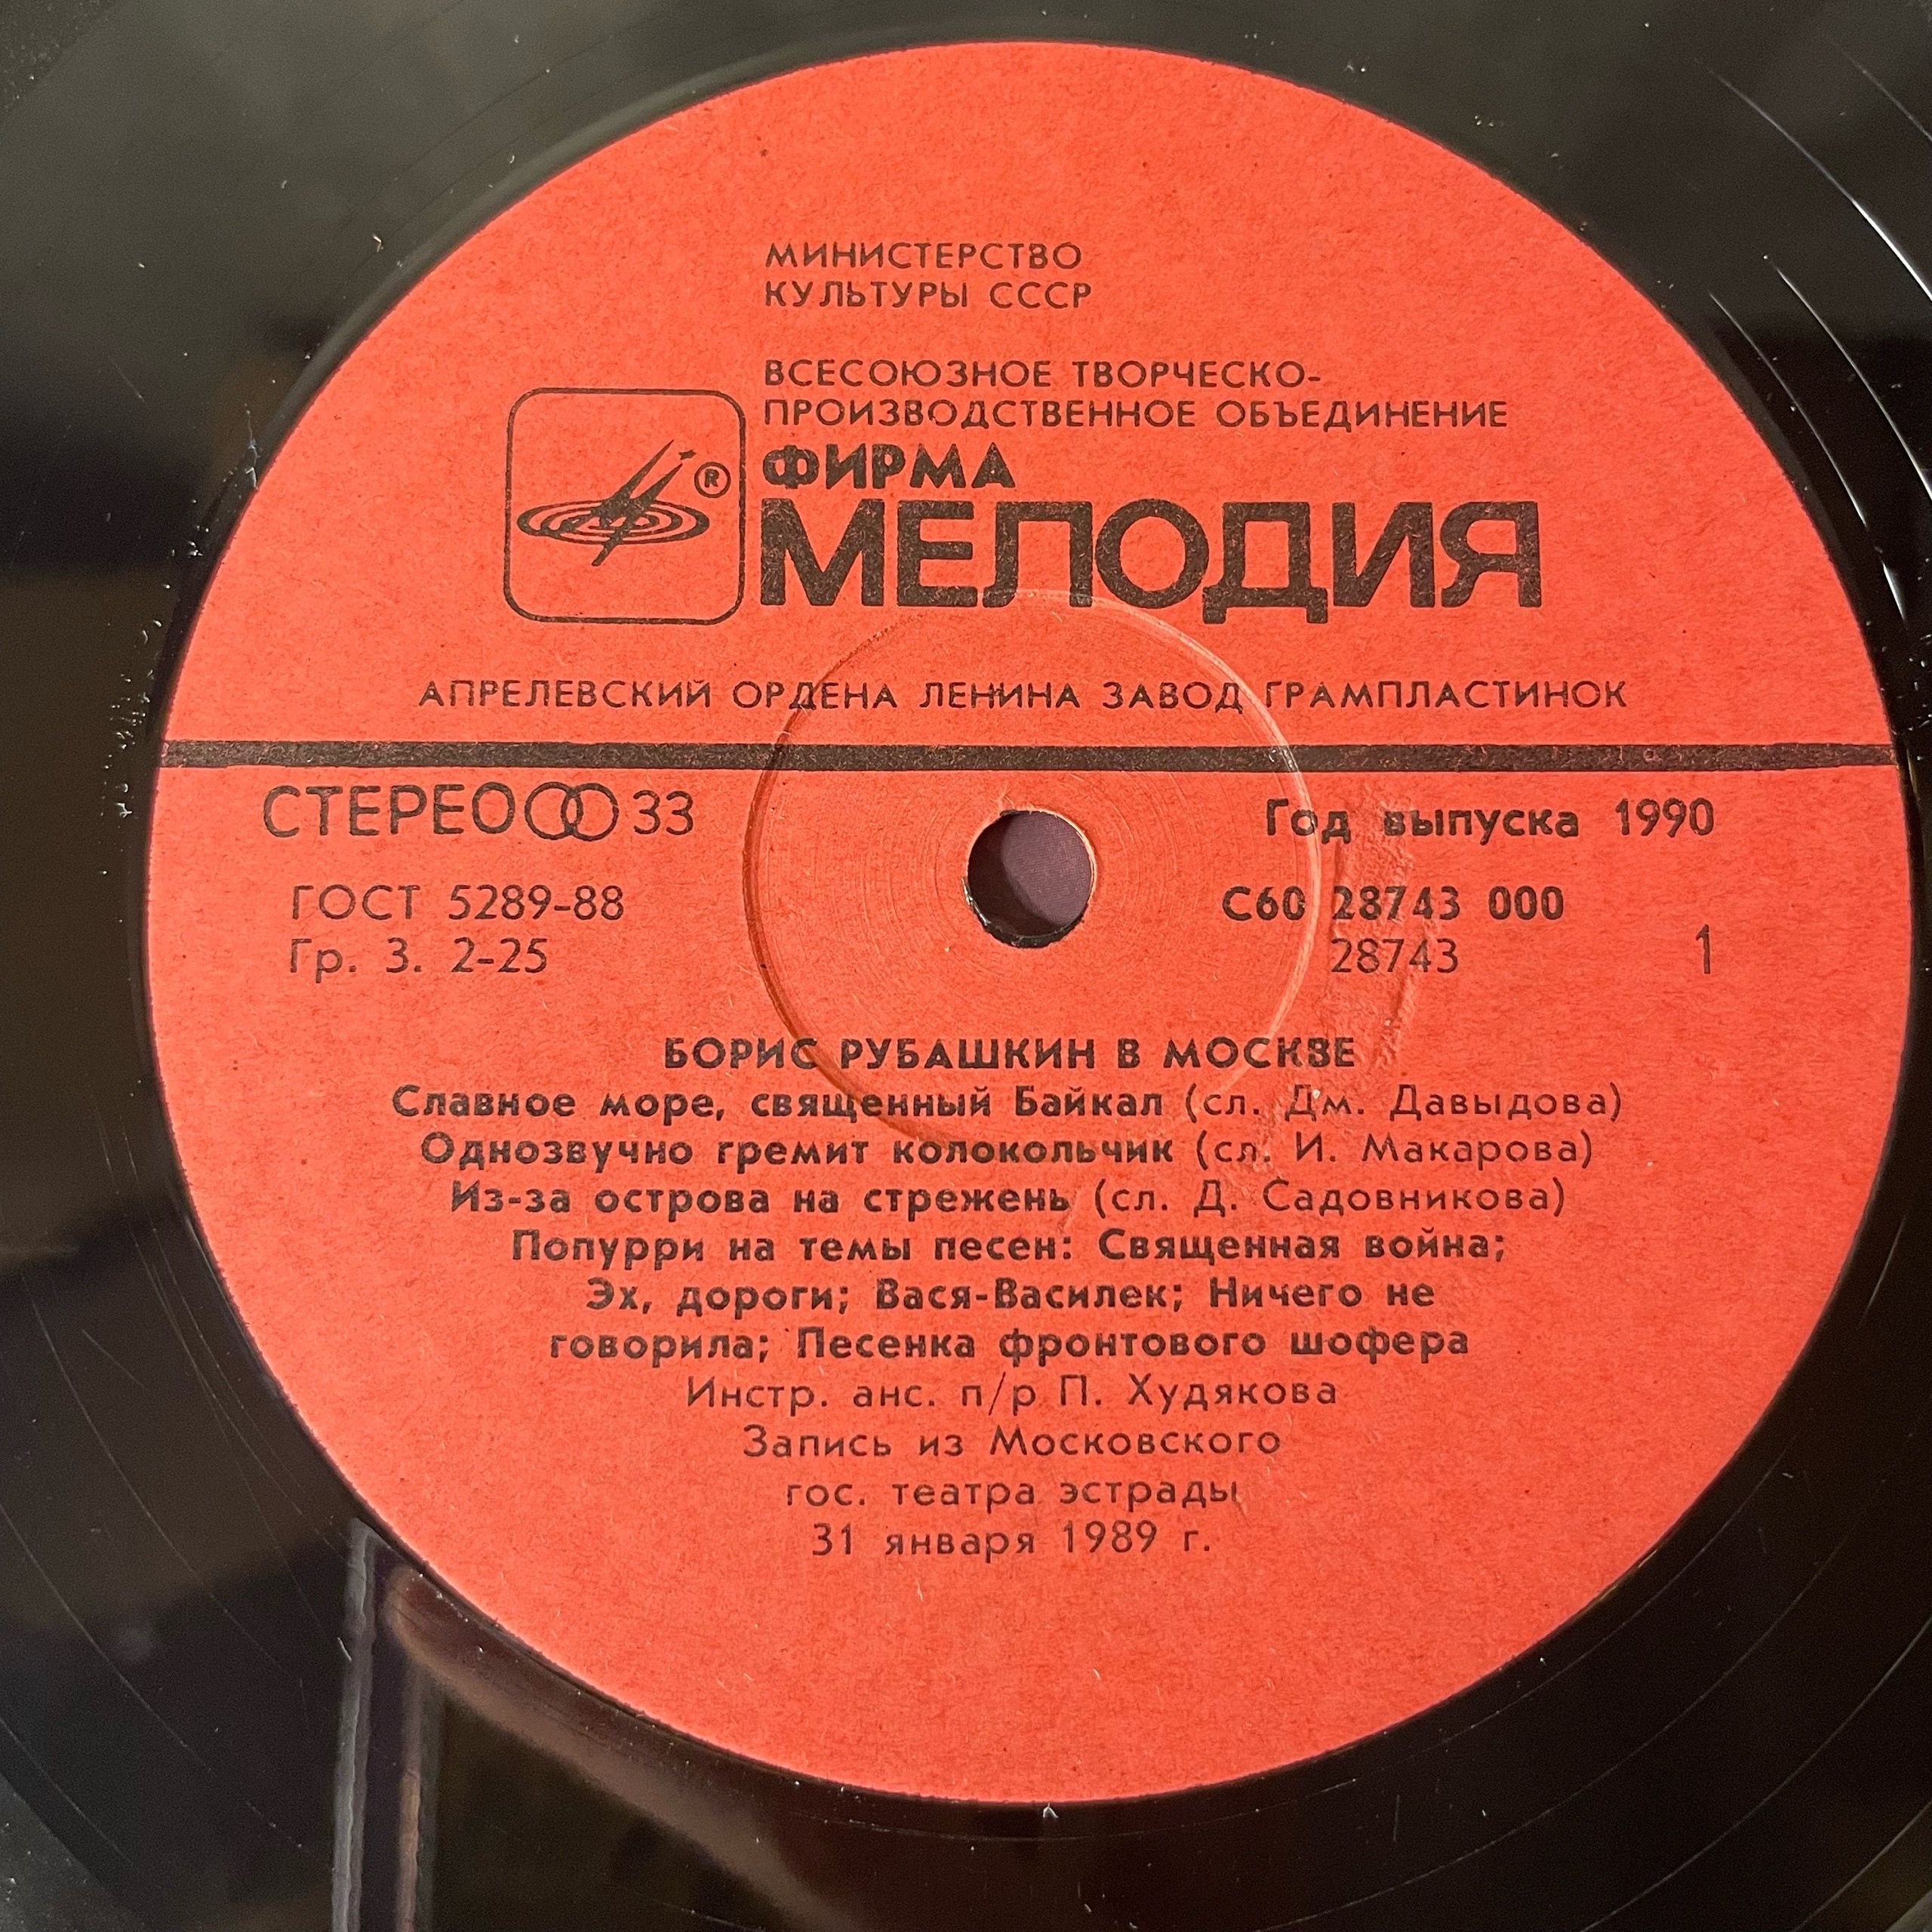 МИНИСТЕРСТВО
КУЛЬТУРЫ СССР
ВСЕСОЮЗНОЕ ТВОРЧЕСКО-
ПРОИЗВОДСТВЕННОЕ ОБЪЕДИНЕНИЕ
ФИРМА
®
МЕЛОДИЯ
АПРЕЛЕВСКИЙ ОРДЕНА ЛЕНИНА ЗАВОД ГРАМПЛАСТИНОК
СТЕРЕО 33
Год выпуска 1990
ГОСТ 5289-88
С60 28743 000
Гр. 3. 2-25
28743
1
БОРИС РУБАШКИН В МОСКВЕ
Славное море, священный Байкал (сл. Дм. Давыдова)
Однозвучно гремит колокольчик (сл. И. Макарова)
Из-за острова на стрежень (сл. Д. Садовникова)
Попурри на темы песен: Священная война;
Эх, дороги; Вася-Василек; Ничего не
говорила; Песенка фронтового шофера
Инстр. анс. п/р П. Худякова
Запись из Московского
гос. театра эстрады
31 января 1989 г.